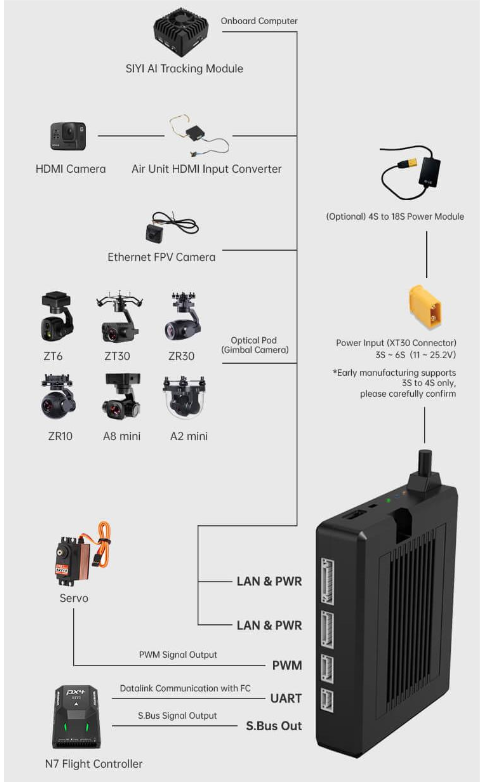 Onboard Computer
SIYI AI Tracking Module
HDMI Camera
Air Unit HDMI Input Converter
(Optional) 4S to 18S Power Module
Ethernet FPV Camera
ZT6
ZT30
ZR30
Optical Pod
(Gimbal Camera)
Power Input (XT30 Connector)
3S ~ 6S (11 ~ 25.2V)
*Early manufacturing supports
3S to 4S only,
please carefully confirm
ZR10
A8 mini
A2 mini
Servo
LAN & PWR
LAN & PWR
PWM Signal Output
PWM
Datalink Communication with FC
UART
S.Bus Signal Output
S.Bus Out
PX4
N7 Flight Controller